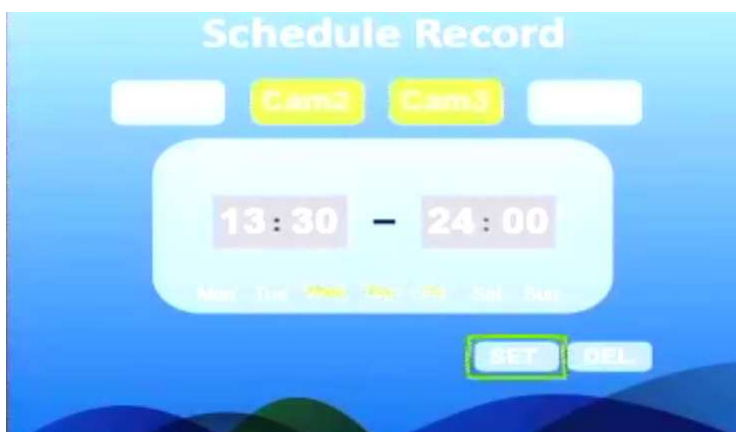 Schedule Record
Cam2 Cam3
13:30 - 24:00
Mon Tue Wed Thu Fri Sat Sun
SET DEL